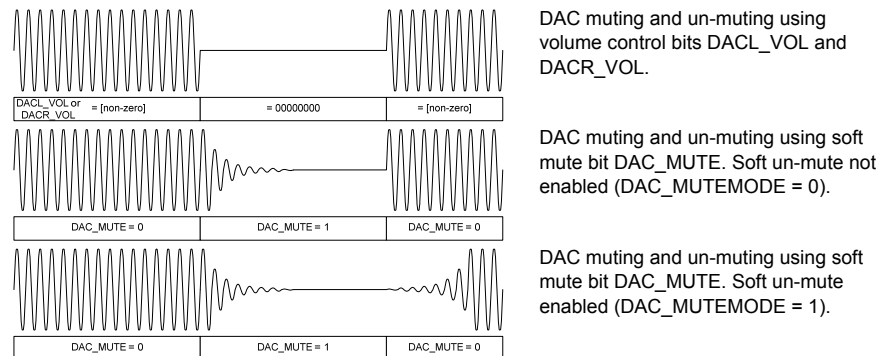 DAC muting and un-muting using
volume control bits DACL_VOL and
DACR_VOL.
DACL_VOL or
DACR_VOL
= [non-zero]
= 00000000
= [non-zero]
DAC muting and un-muting using soft
mute bit DAC_MUTE. Soft un-mute not
enabled (DAC_MUTEMODE = 0).
DAC_MUTE = 0
DAC_MUTE = 1
DAC_MUTE = 0
DAC muting and un-muting using soft
mute bit DAC_MUTE. Soft un-mute
enabled (DAC_MUTEMODE = 1).
DAC_MUTE = 0
DAC_MUTE = 1
DAC_MUTE = 0